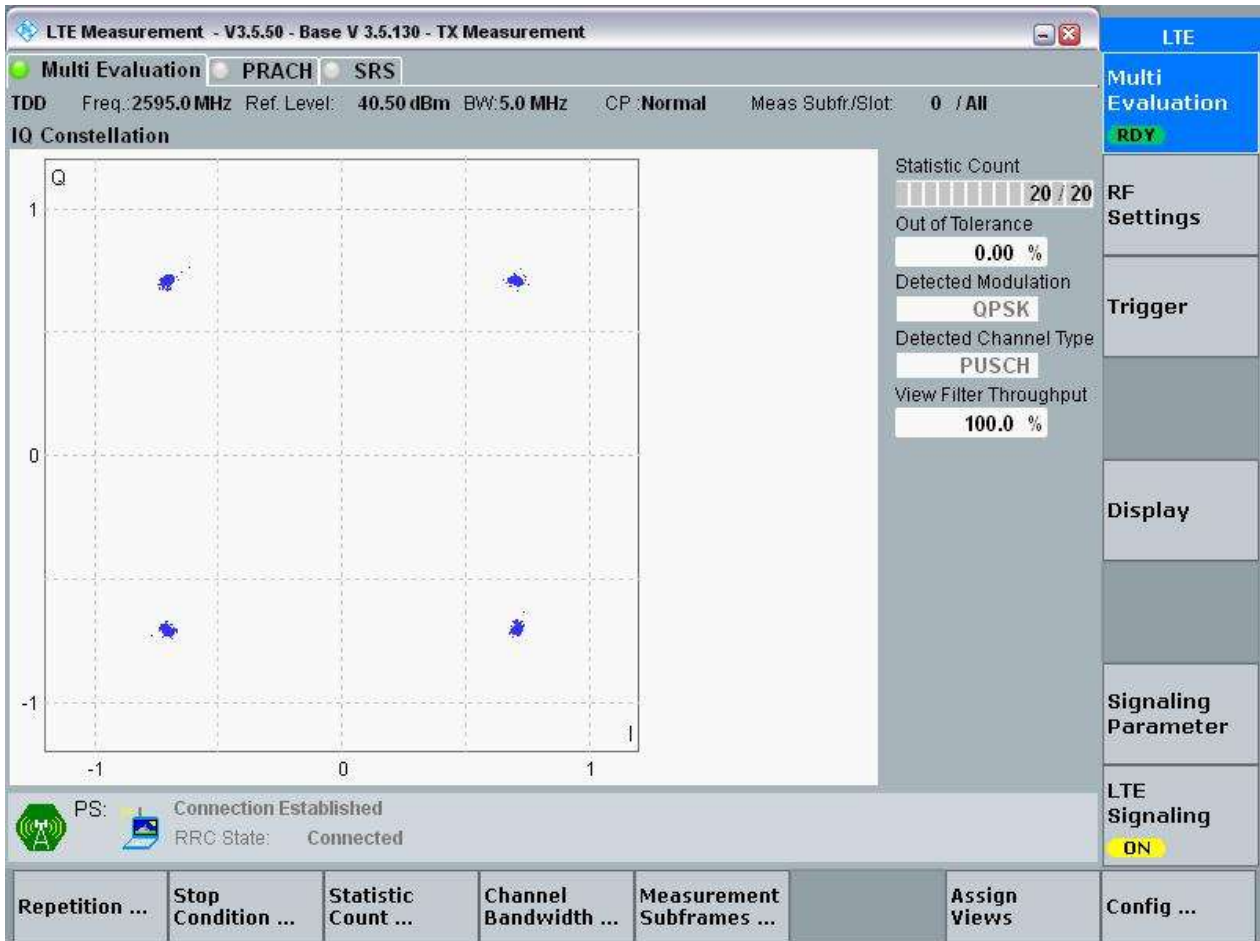 LTE Measurement - V3.5.50 - Base V 3.5.130 - TX Measurement
LTE
Multi Evaluation PRACH SRS
TDD Freq.:2595.0 MHz Ref. Level: 40.50 dBm BW:5.0 MHz CP :Normal Meas Subfr./Slot: 0 / All
IQ Constellation
Q
1
0
-1
I
-1 0 1
Statistic Count
20 / 20
Out of Tolerance
0.00 %
Detected Modulation
QPSK
Detected Channel Type
PUSCH
View Filter Throughput
100.0 %
Multi
Evaluation
RDY
RF
Settings
Trigger
Display
Signaling
Parameter
LTE
Signaling
ON
PS: Connection Established
RRC State: Connected
Repetition ...
Stop
Condition ...
Statistic
Count ...
Channel
Bandwidth ...
Measurement
Subframes ...
Assign
Views
Config ...